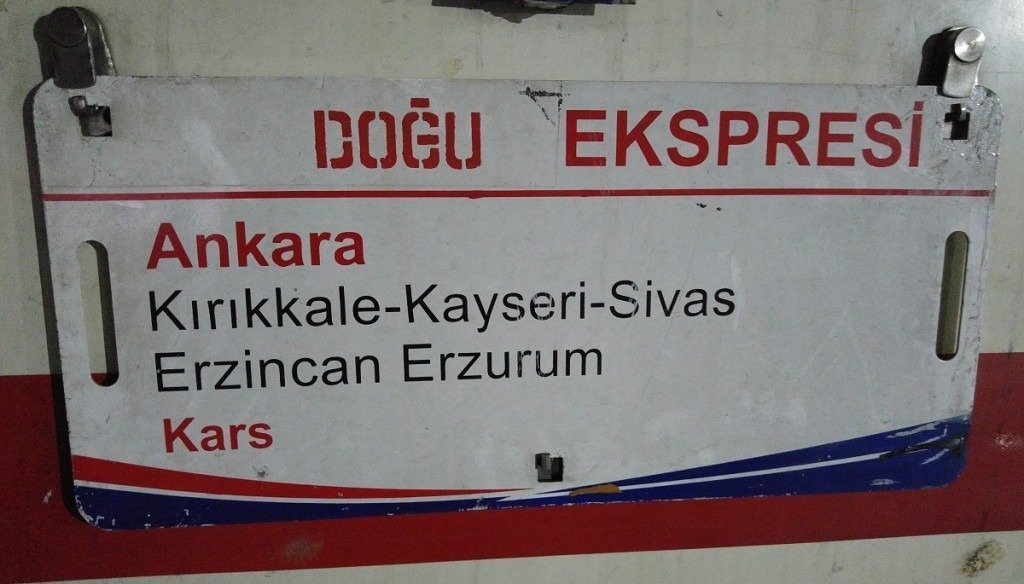 DOĞU EKSPRESİ
Ankara
Kırıkkale-Kayseri-Sivas
Erzincan Erzurum
Kars